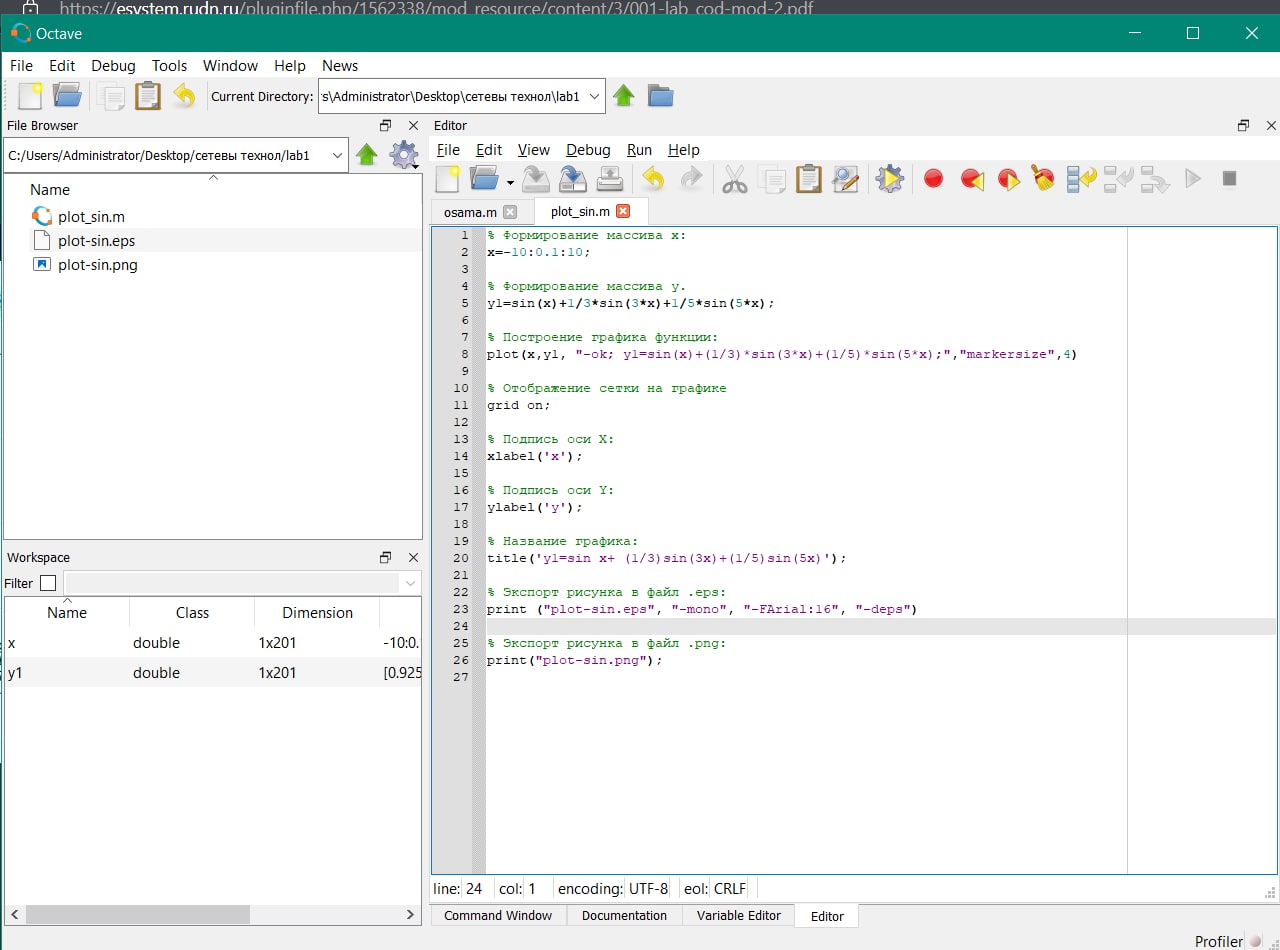 https://esystem.rudn.ru/pluginfile.php/1562338/mod_resource/content/3/001-lab_cod-mod-2.pdf
Octave
File Edit Debug Tools Window Help News
Current Directory: 's\Administrator\Desktop\сетевы технол\lab1
File Browser
C:/Users/Administrator/Desktop/сетевы технол/lab1
Name
plot_sin.m
plot-sin.eps
plot-sin.png
Workspace
Filter
Name Class Dimension
x double 1x201 -10:0.
y1 double 1x201 [0.925
Editor
File Edit View Debug Run Help
osama.m plot_sin.m
1 % Формирование массива x:
2 x=-10:0.1:10;
3
4 % Формирование массива y.
5 y1=sin(x)+1/3*sin(3*x)+1/5*sin(5*x);
6
7 % Построение графика функции:
8 plot(x,y1, "-ok; y1=sin(x)+(1/3)*sin(3*x)+(1/5)*sin(5*x);","markersize",4)
9
10 % Отображение сетки на графике
11 grid on;
12
13 % Подпись оси X:
14 xlabel('x');
15
16 % Подпись оси Y:
17 ylabel('y');
18
19 % Название графика:
20 title('y1=sin x+ (1/3)sin(3x)+(1/5)sin(5x)');
21
22 % Экспорт рисунка в файл .eps:
23 print ("plot-sin.eps", "-mono", "-FArial:16", "-deps")
24
25 % Экспорт рисунка в файл .png:
26 print("plot-sin.png");
27
line: 24 col: 1 encoding: UTF-8 eol: CRLF
Command Window Documentation Variable Editor Editor
Profiler